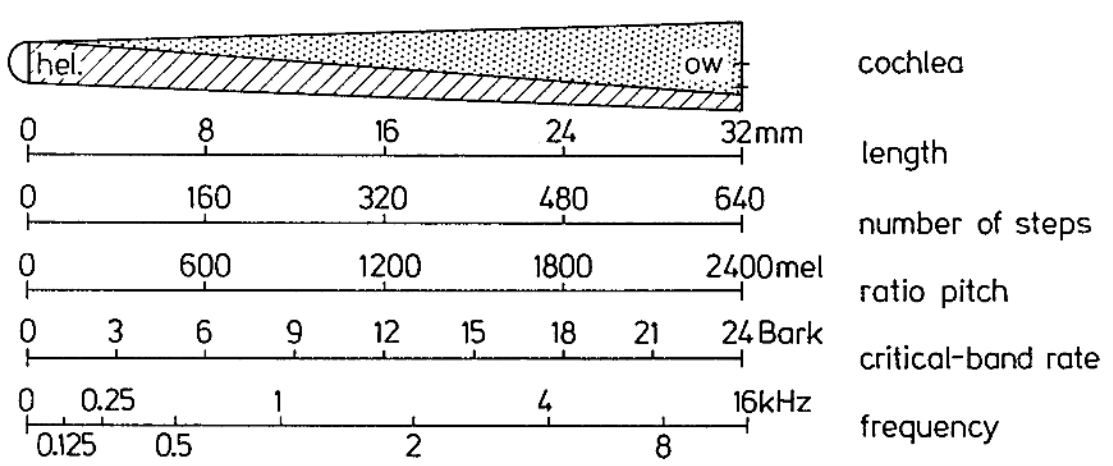 hel. ow cochlea
0 8 16 24 32mm
length
0 160 320 480 640
number of steps
0 600 1200 1800 2400mel
ratio pitch
0 3 6 9 12 15 18 21 24Bark
critical-band rate
0 0.25 1 4 16kHz
frequency
0.125 0.5 2 8